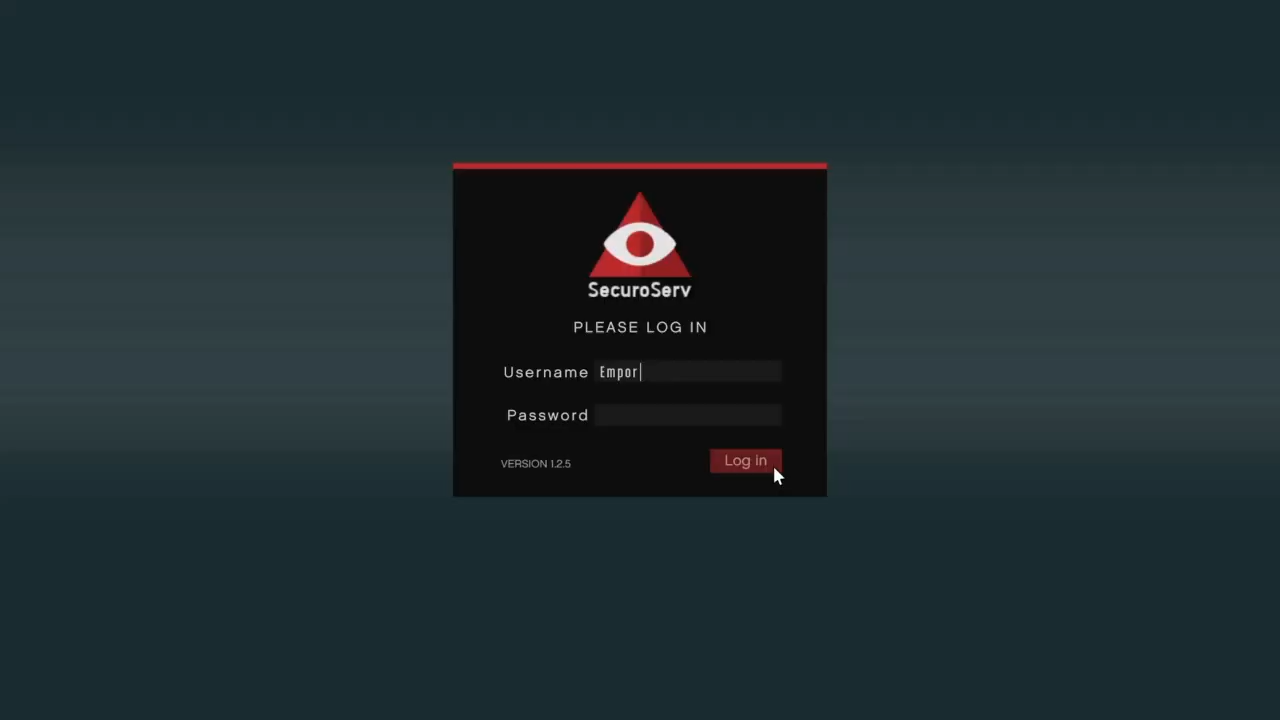 SecuroServ
PLEASE LOG IN
Username Empor
Password
VERSION 1.2.5 Log in